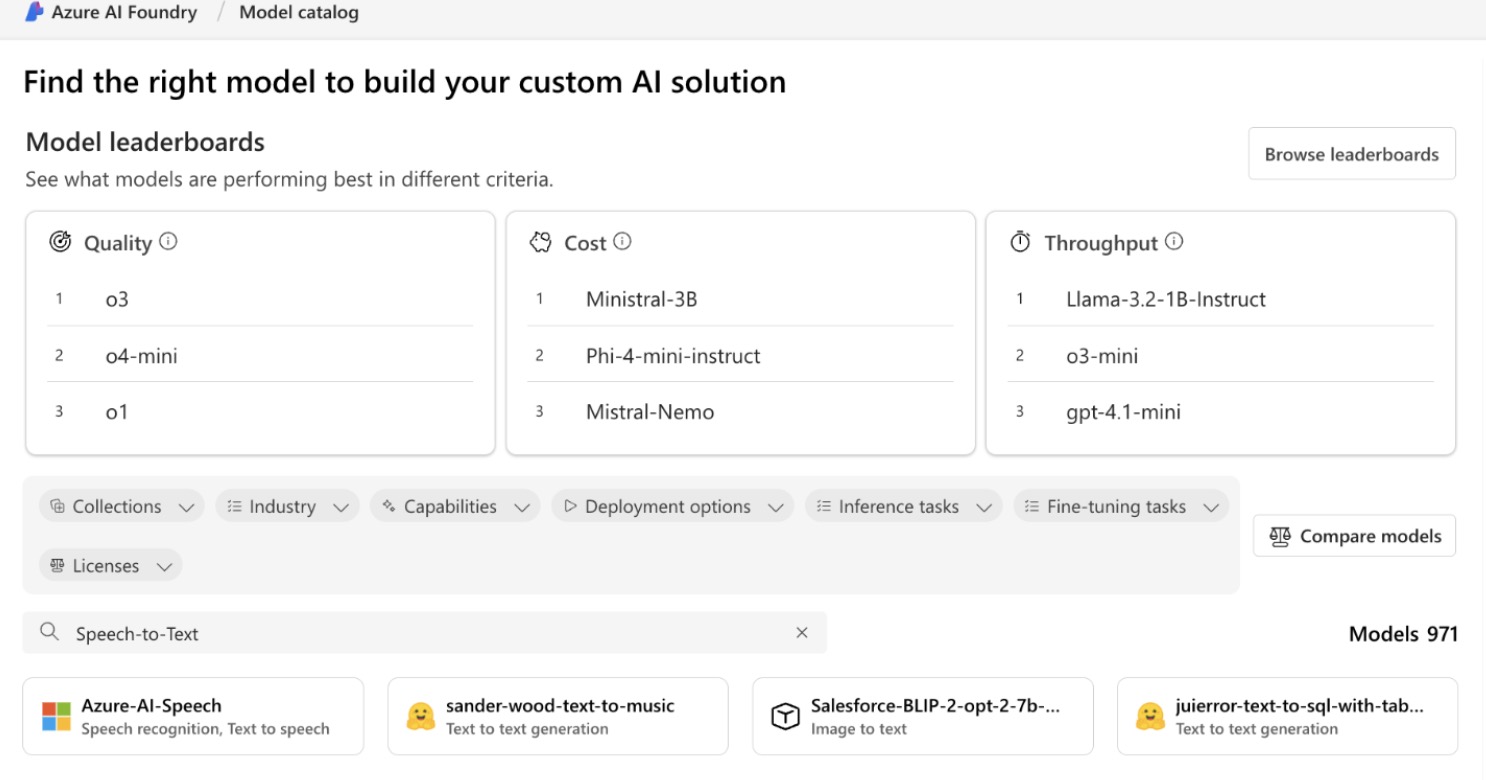 Azure AI Foundry / Model catalog
Find the right model to build your custom AI solution
Model leaderboards
See what models are performing best in different criteria.
Browse leaderboards
Quality
1 o3
2 o4-mini
3 o1
Cost
1 Ministral-3B
2 Phi-4-mini-instruct
3 Mistral-Nemo
Throughput
1 Llama-3.2-1B-Instruct
2 o3-mini
3 gpt-4.1-mini
Collections Industry Capabilities Deployment options Inference tasks Fine-tuning tasks
Licenses
Compare models
Speech-to-Text
Models 971
Azure-AI-Speech
Speech recognition, Text to speech
sander-wood-text-to-music
Text to text generation
Salesforce-BLIP-2-opt-2-7b-...
Image to text
juierror-text-to-sql-with-tab...
Text to text generation